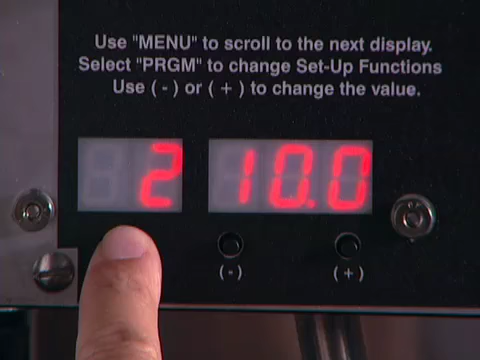 Use "MENU" to scroll to the next display.
Select "PRGM" to change Set-Up Functions
Use ( - ) or ( + ) to change the value.
2 10.0
( - ) ( + )